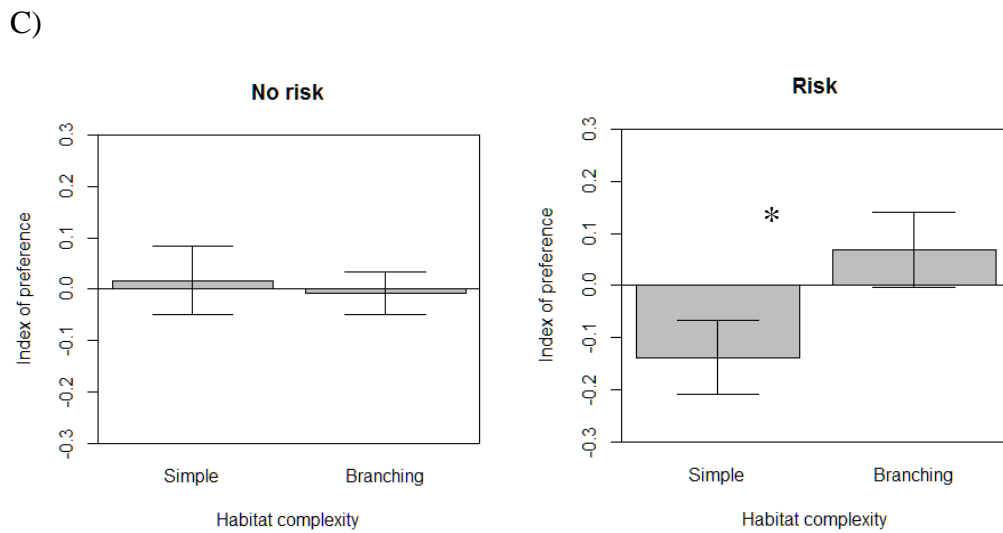 C)
No risk
Index of preference
0.3
0.2
0.1
0.0
-0.1
-0.2
-0.3
Simple
Branching
Habitat complexity
Risk
Index of preference
0.3
0.2
0.1
0.0
-0.1
-0.2
-0.3
*
Simple
Branching
Habitat complexity